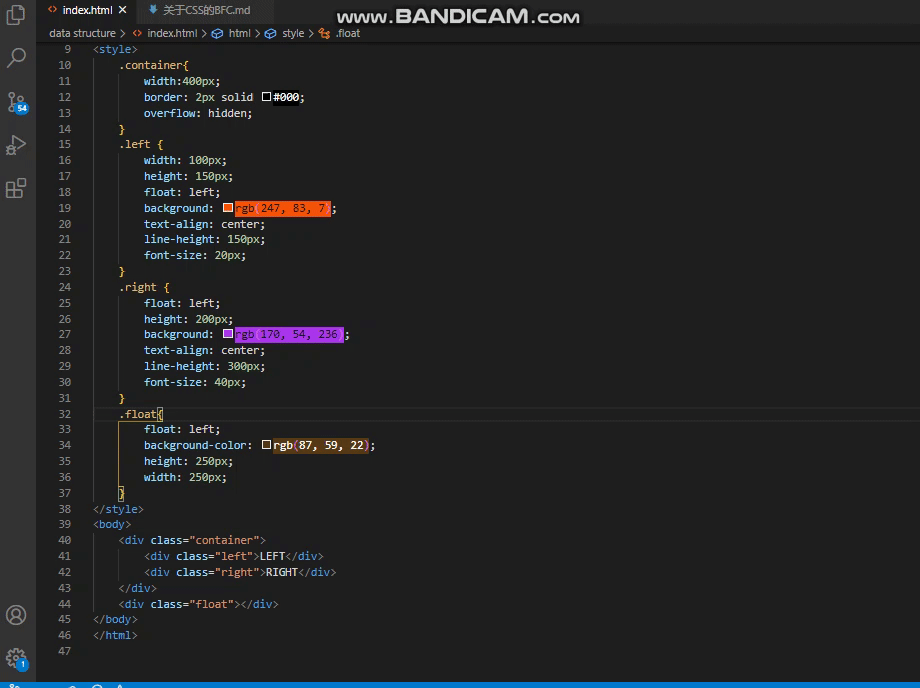 index.html
关于CSS的BFC.md
www.BANDICAM.com
data structure > index.html > html > style > .float
9 <style>
10 .container{
11 width:400px;
12 border: 2px solid #000;
13 overflow: hidden;
14 }
15 .left {
16 width: 100px;
17 height: 150px;
18 float: left;
19 background: rgb(247, 83, 7);
20 text-align: center;
21 line-height: 150px;
22 font-size: 20px;
23 }
24 .right {
25 float: left;
26 height: 200px;
27 background: rgb(170, 54, 236);
28 text-align: center;
29 line-height: 300px;
30 font-size: 40px;
31 }
32 .float{
33 float: left;
34 background-color: rgb(87, 59, 22);
35 height: 250px;
36 width: 250px;
37 }
38 </style>
39 <body>
40 <div class="container">
41 <div class="left">LEFT</div>
42 <div class="right">RIGHT</div>
43 </div>
44 <div class="float"></div>
45 </body>
46 </html>
47
54
1